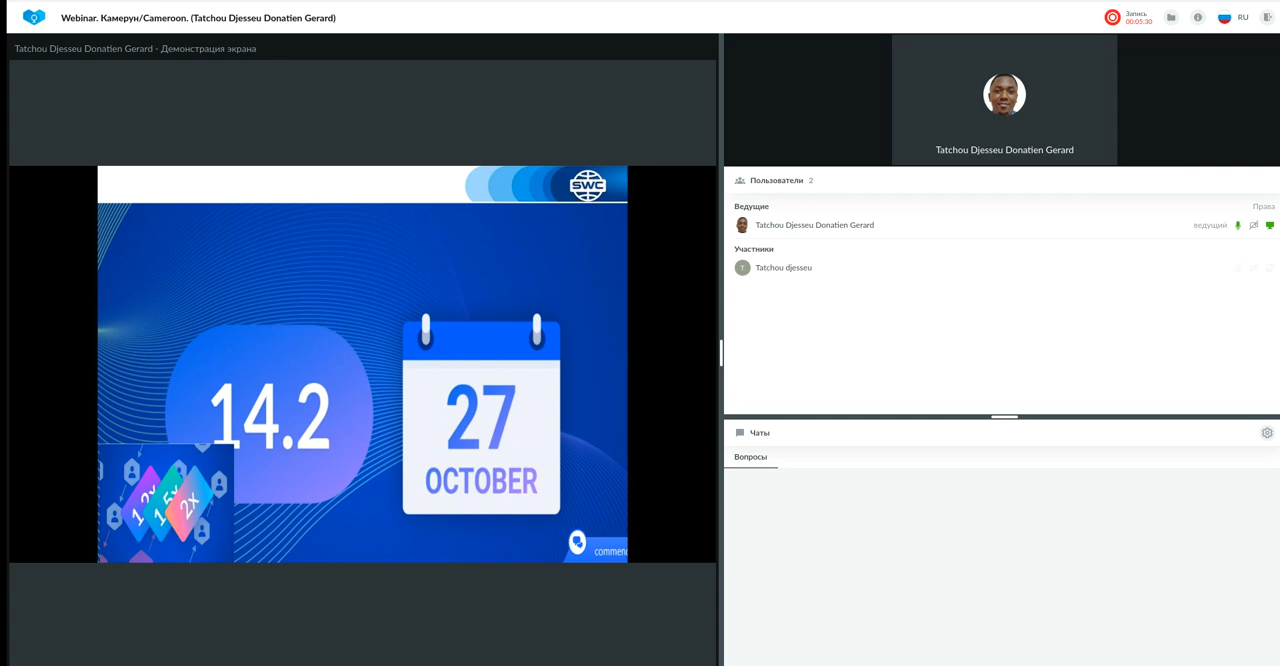 Webinar. Камерун/Cameroon. (Tatchou Djesseu Donatien Gerard)
Запись
00:05:30
RU
Tatchou Djesseu Donatien Gerard - Демонстрация экрана
SWC
14.2
27
OCTOBER
1.2x
1.5x
2x
commend
Tatchou Djesseu Donatien Gerard
Пользователи 2
Ведущие Права
Tatchou Djesseu Donatien Gerard ведущий
Участники
T Tatchou djesseu
Чаты
Вопросы